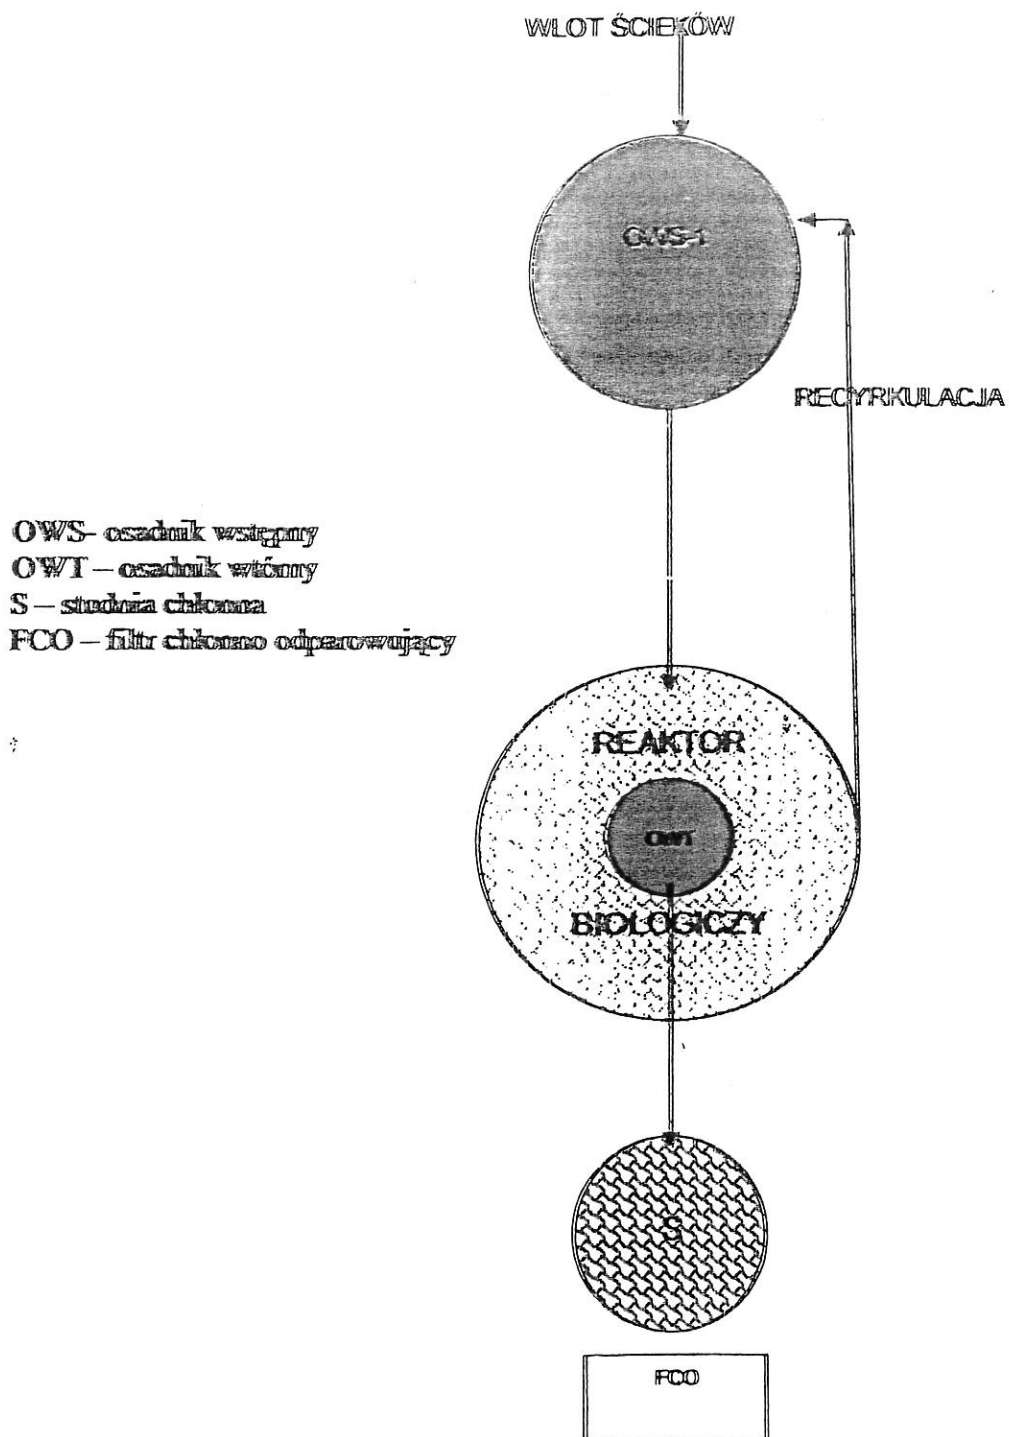 WLOT ŚCIEKÓW
OWS-1
RECYRKULACJA
OWS- osadnik wstępny
OWT – osadnik wtórny
S – studnia chłonna
FCO – filtr chłonno odparowujący
REAKTOR
OWT
BIOLOGICZY
S
FCO